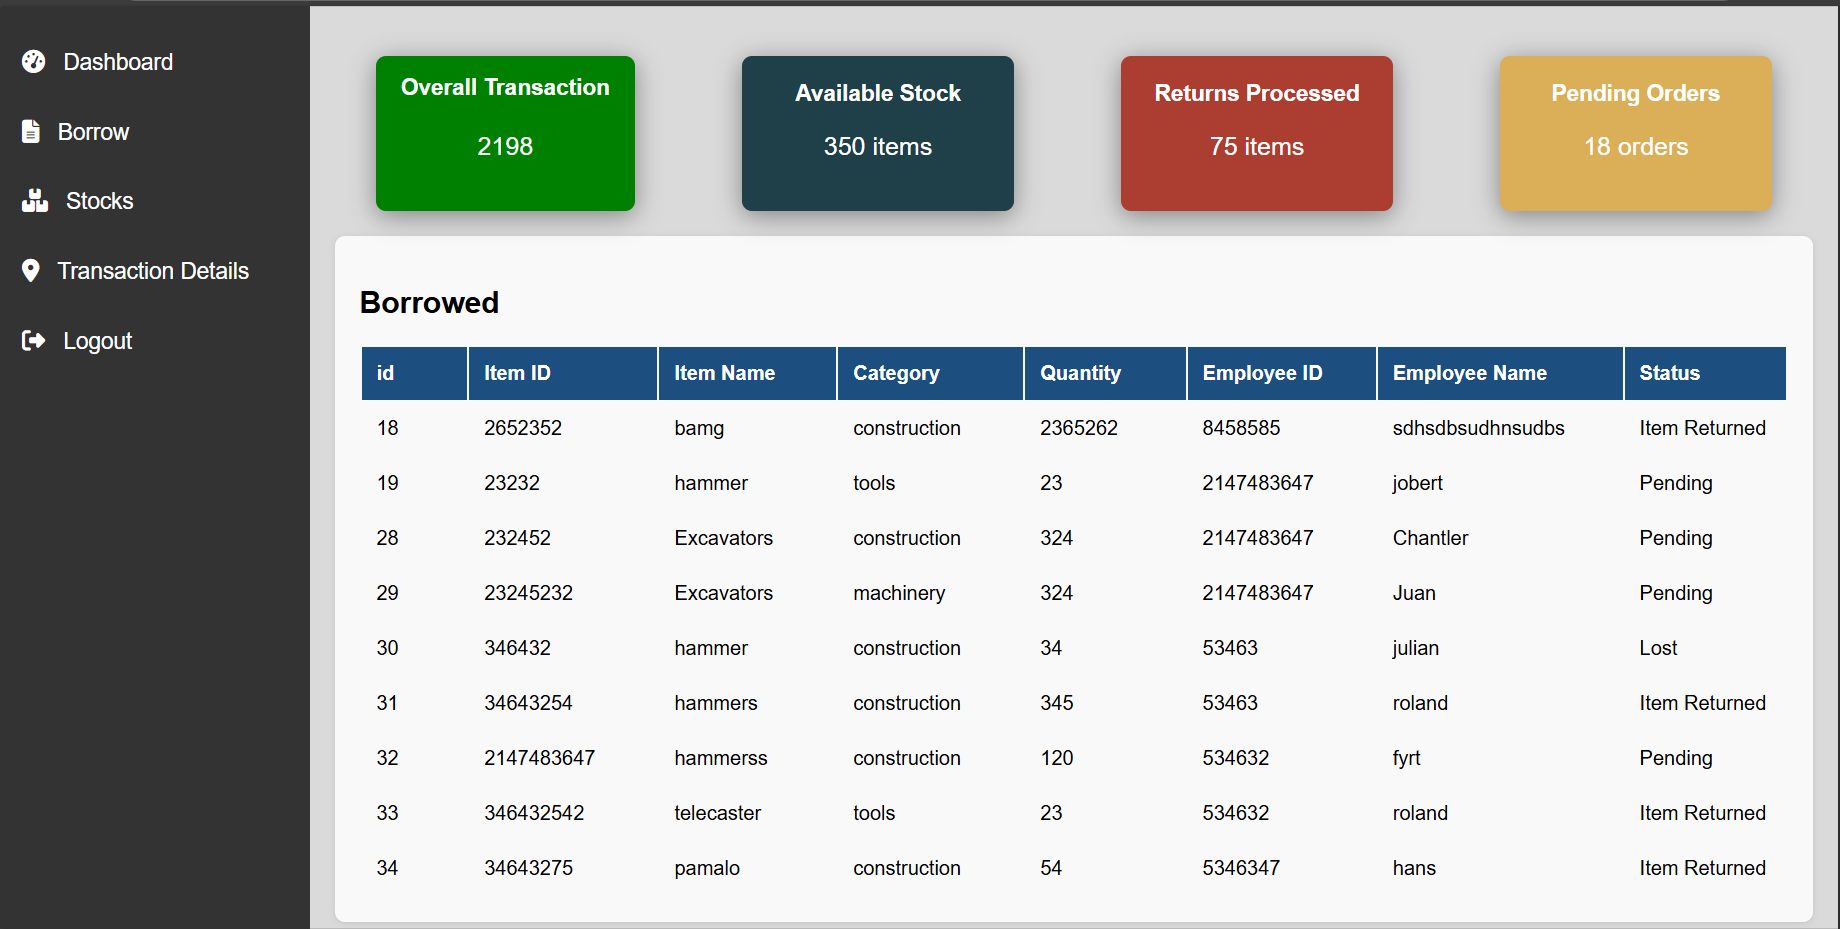 Dashboard
Borrow
Stocks
Transaction Details
Logout
Overall Transaction
2198
Available Stock
350 items
Returns Processed
75 items
Pending Orders
18 orders
Borrowed
id Item ID Item Name Category Quantity Employee ID Employee Name Status
18 2652352 bamg construction 2365262 8458585 sdhsdbsudhnsudbs Item Returned
19 23232 hammer tools 23 2147483647 jobert Pending
28 232452 Excavators construction 324 2147483647 Chantler Pending
29 23245232 Excavators machinery 324 2147483647 Juan Pending
30 346432 hammer construction 34 53463 julian Lost
31 34643254 hammers construction 345 53463 roland Item Returned
32 2147483647 hammerss construction 120 534632 fyrt Pending
33 346432542 telecaster tools 23 534632 roland Item Returned
34 34643275 pamalo construction 54 5346347 hans Item Returned